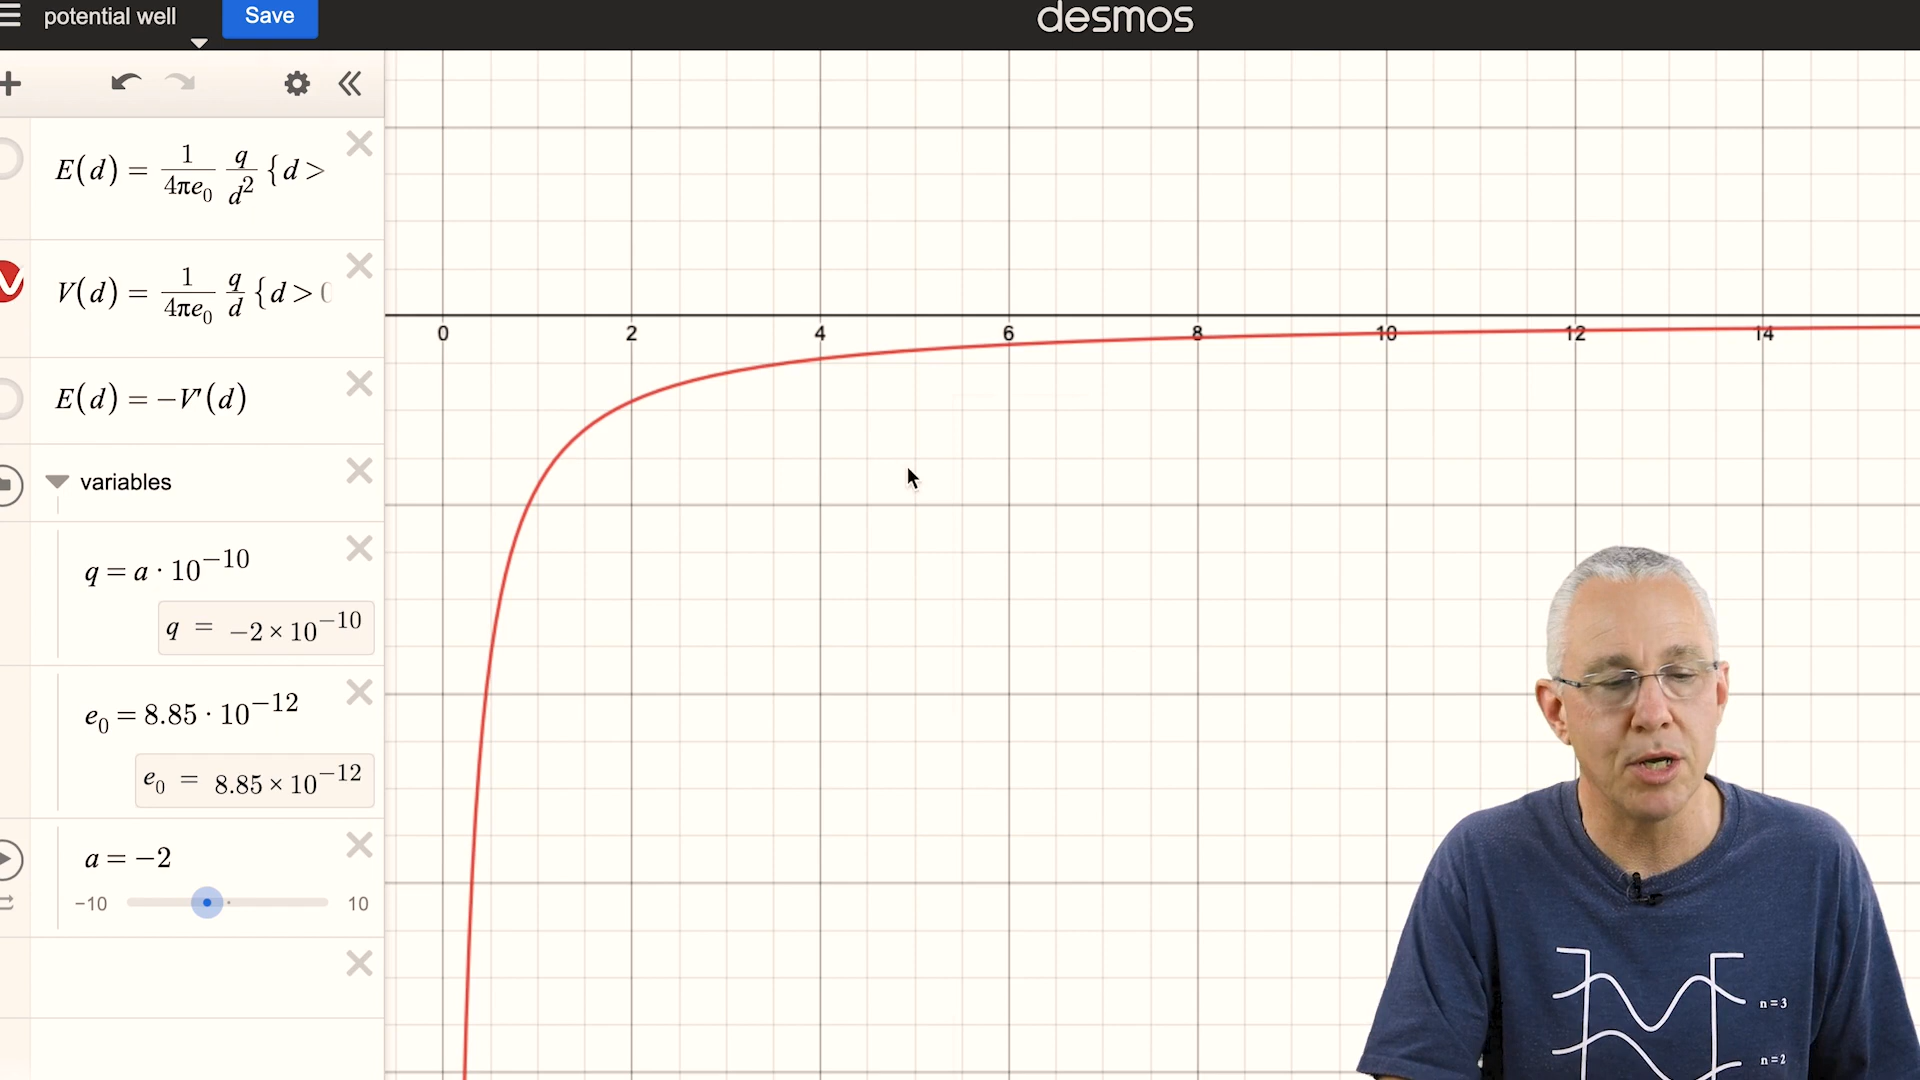 potential well
Save
desmos
E(d) = 1/4πe₀ q/d² {d >
V(d) = 1/4πe₀ q/d {d > 0
E(d) = −V′(d)
variables
q = a · 10⁻¹⁰
q = −2 × 10⁻¹⁰
e₀ = 8.85 · 10⁻¹²
e₀ = 8.85 × 10⁻¹²
a = −2
−10 10
0 2 4 6 8 10 12 14
n = 3
n = 2